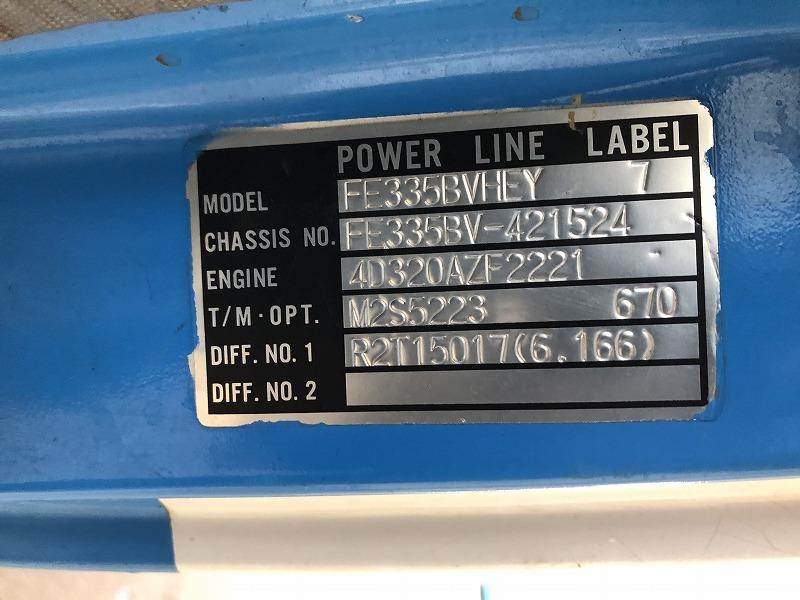 POWER LINE LABEL
MODEL FE335BVHEY 7
CHASSIS NO. FE335BV-421524
ENGINE 4D320AZF2221
T/M·OPT. M2S5223 670
DIFF. NO. 1 R2T15017(6.166)
DIFF. NO. 2